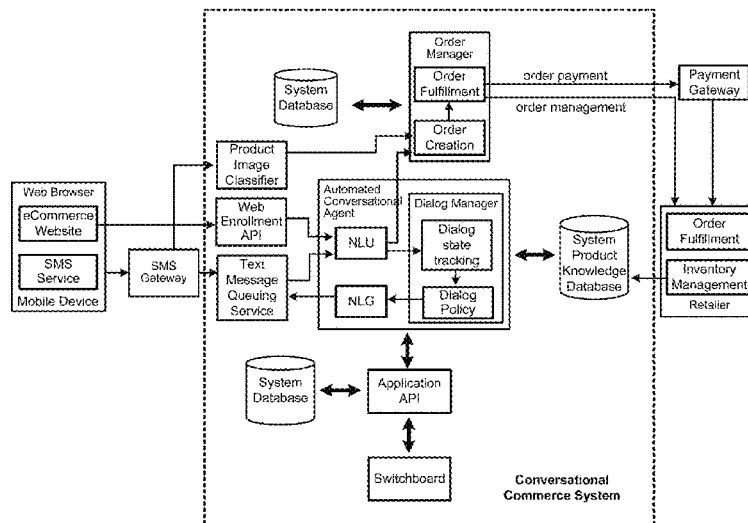 Order
Manager
Order
Fulfillment
Order
Creation
order payment
order management
Payment
Gateway
System
Database
Product
Image
Classifier
Web Browser
eCommerce
Website
SMS
Service
Mobile Device
SMS
Gateway
Web
Enrollment
API
Text
Message
Queuing
Service
Automated
Conversational
Agent
NLU
NLG
Dialog Manager
Dialog
state
tracking
Dialog
Policy
System
Product
Knowledge
Database
Order
Fulfillment
Inventory
Management
Retailer
System
Database
Application
API
Switchboard
Conversational
Commerce System